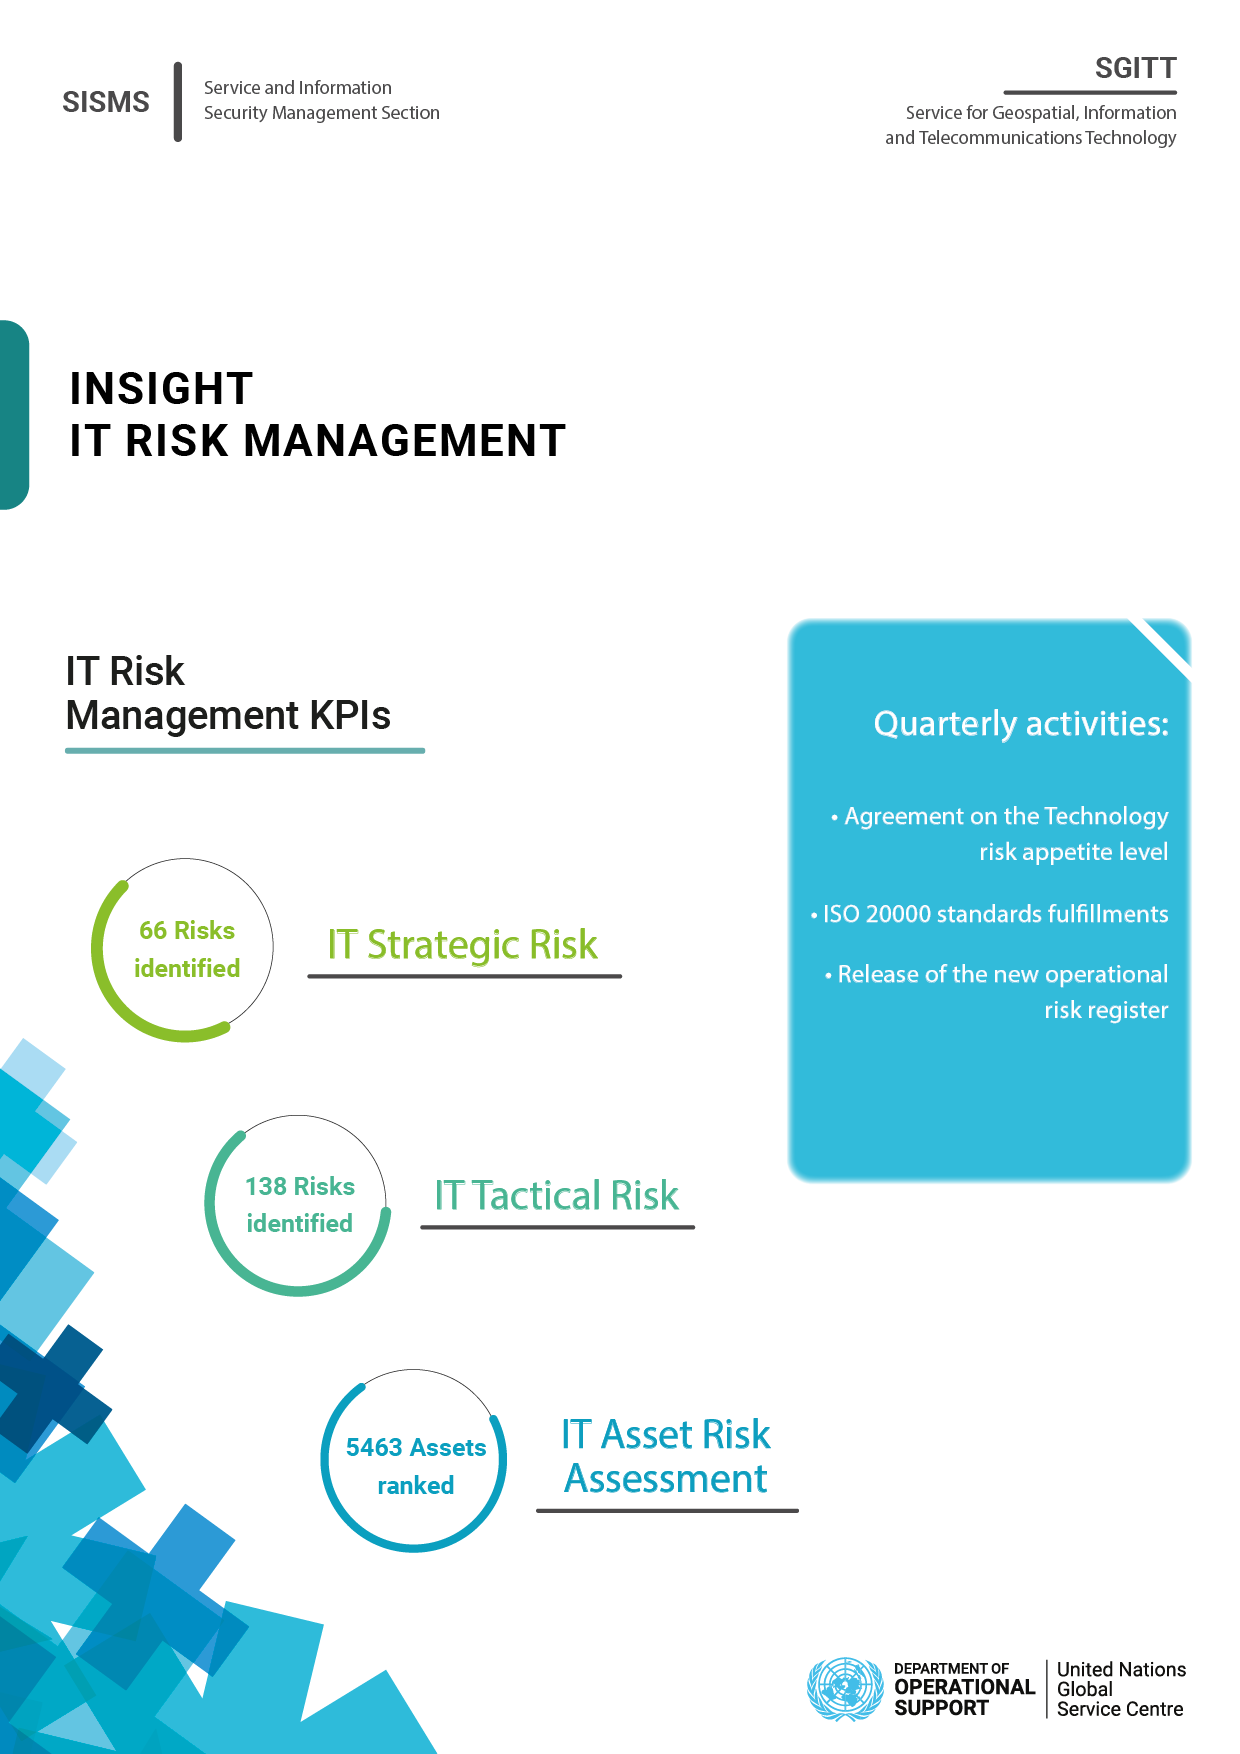 SISMS
Service and Information
Security Management Section
SGITT
Service for Geospatial, Information
and Telecommunications Technology
INSIGHT
IT RISK MANAGEMENT
IT Risk
Management KPIs
66 Risks
identified
IT Strategic Risk
138 Risks
identified
IT Tactical Risk
5463 Assets
ranked
IT Asset Risk
Assessment
Quarterly activities:
• Agreement on the Technology
risk appetite level
• ISO 20000 standards fulfillments
• Release of the new operational
risk register
DEPARTMENT OF
OPERATIONAL
SUPPORT
United Nations
Global
Service Centre